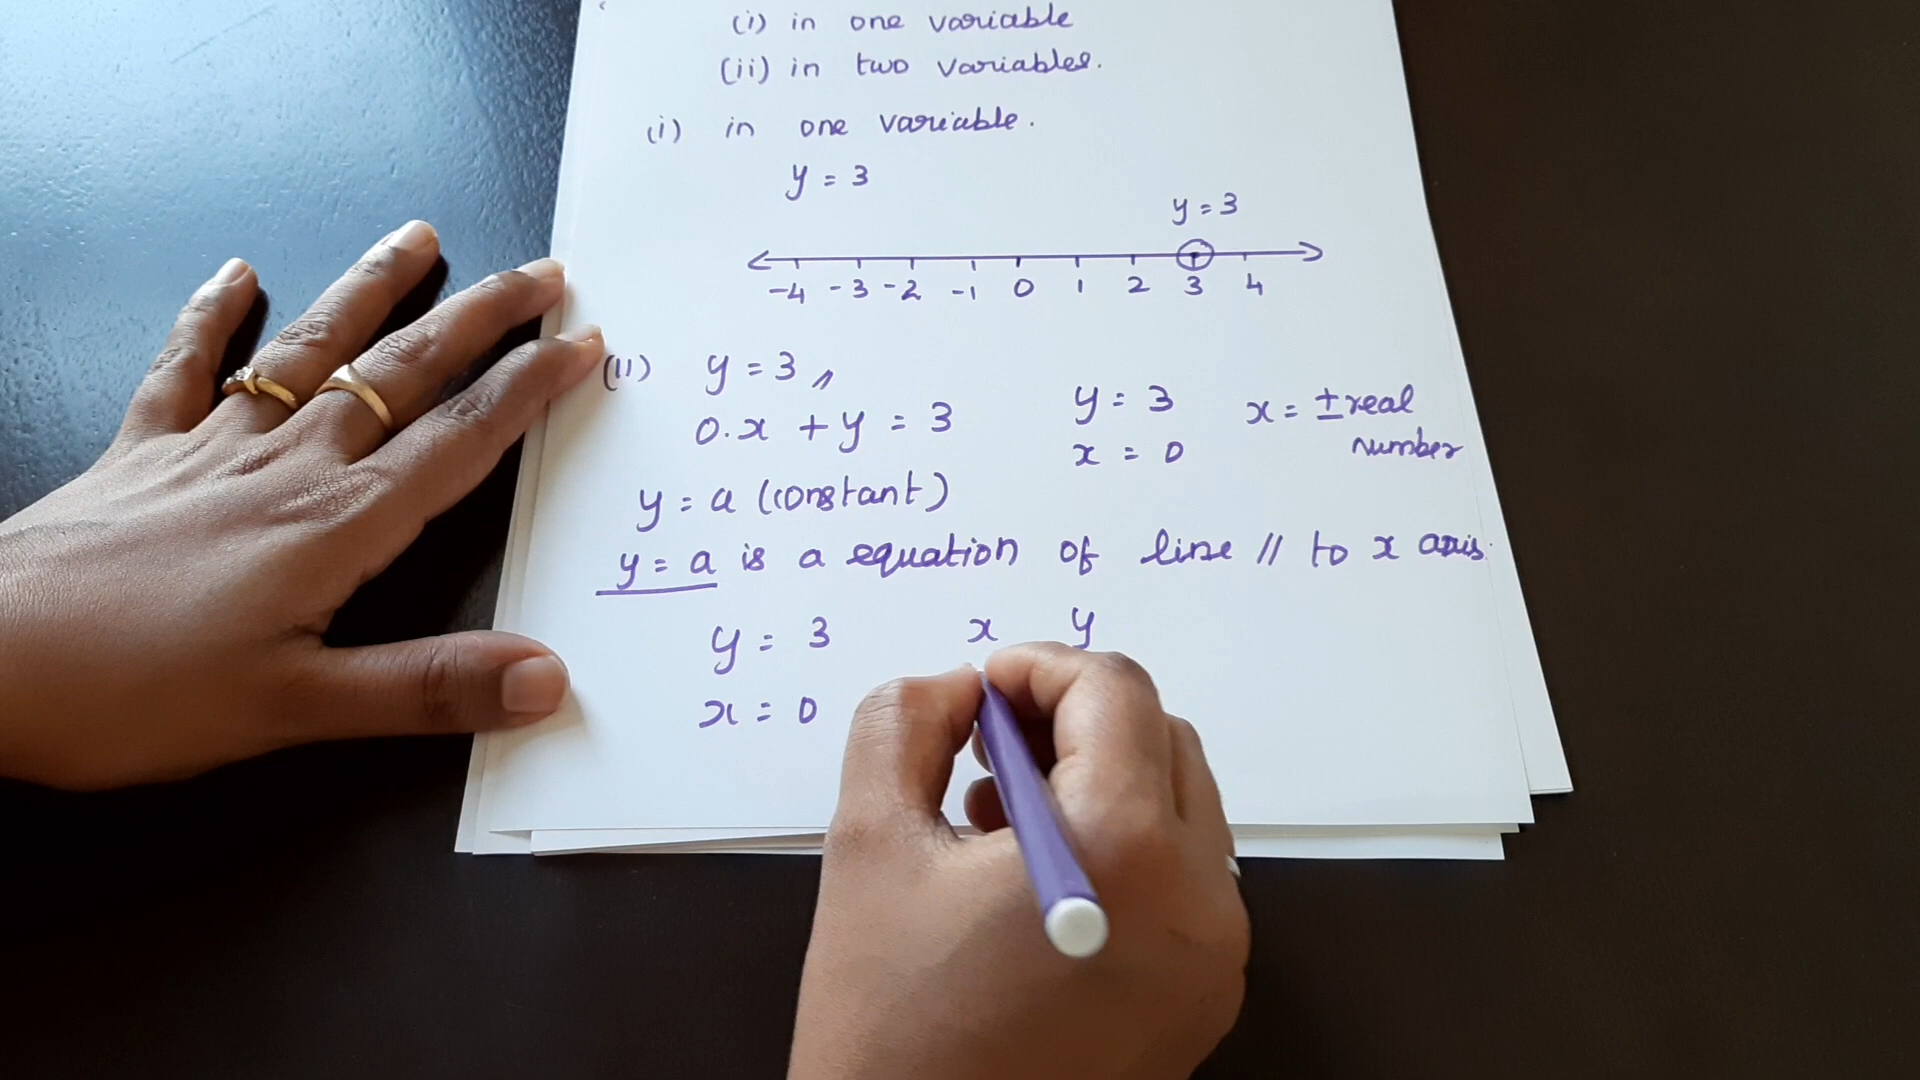 (i) in one variable
(ii) in two variables.
(i) in one variable.
y = 3
y = 3
-4 -3 -2 -1 0 1 2 3 4
(11) y = 3,
0.x + y = 3
y = 3
x = 0
x = ± real
number
y = a (constant)
y = a is a equation of line // to x axis.
y = 3
x y
x = 0